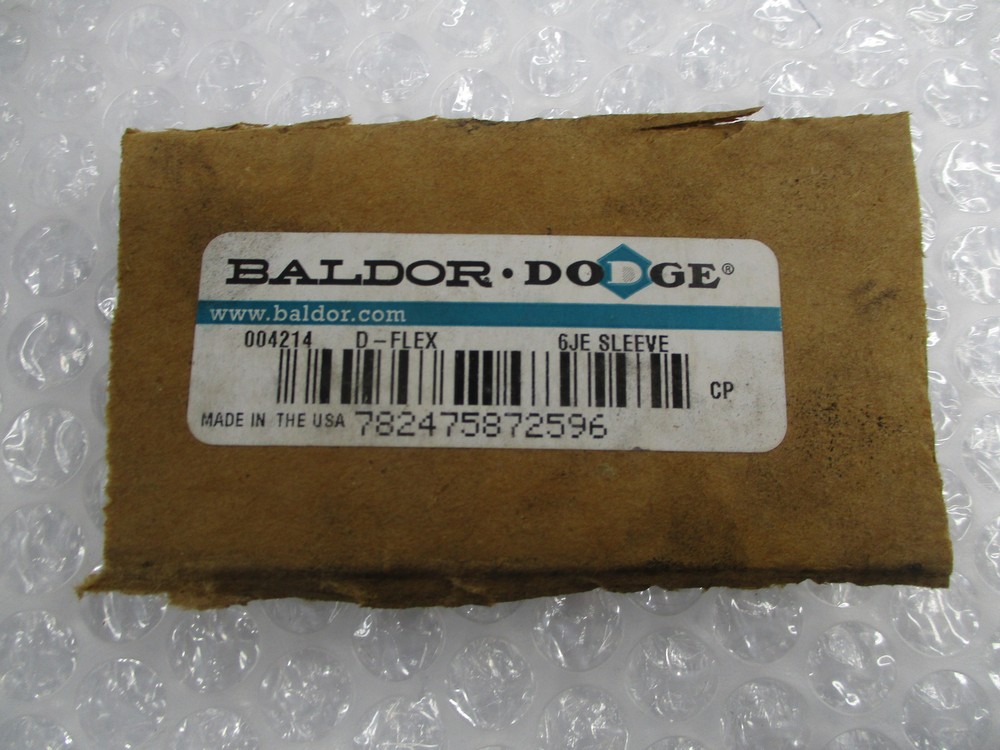 BALDOR • DODGE®
www.baldor.com
004214 D-FLEX 6JE SLEEVE
CP
MADE IN THE USA 782475872596